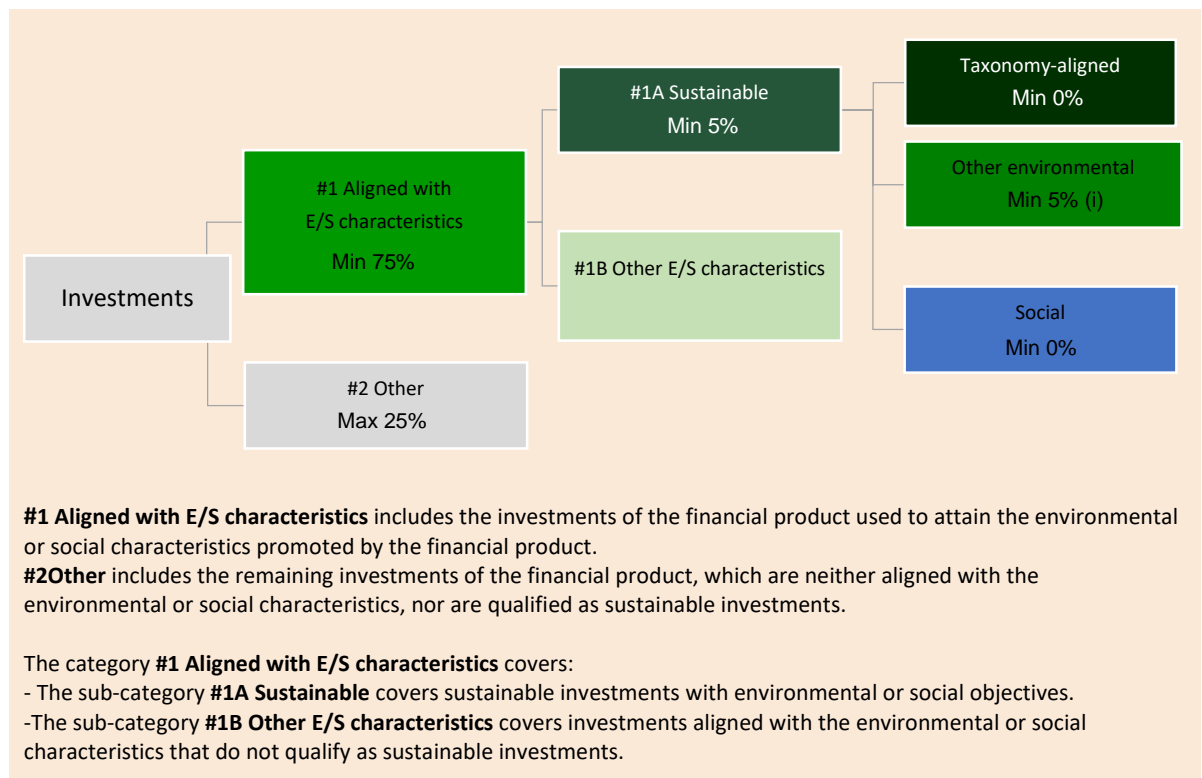 Taxonomy-aligned
Min 0%
#1A Sustainable
Min 5%
Other environmental
Min 5% (i)
#1 Aligned with
E/S characteristics
Min 75%
#1B Other E/S characteristics
Investments
Social
Min 0%
#2 Other
Max 25%
#1 Aligned with E/S characteristics includes the investments of the financial product used to attain the environmental
or social characteristics promoted by the financial product.
#2Other includes the remaining investments of the financial product, which are neither aligned with the
environmental or social characteristics, nor are qualified as sustainable investments.
The category #1 Aligned with E/S characteristics covers:
- The sub-category #1A Sustainable covers sustainable investments with environmental or social objectives.
-The sub-category #1B Other E/S characteristics covers investments aligned with the environmental or social
characteristics that do not qualify as sustainable investments.